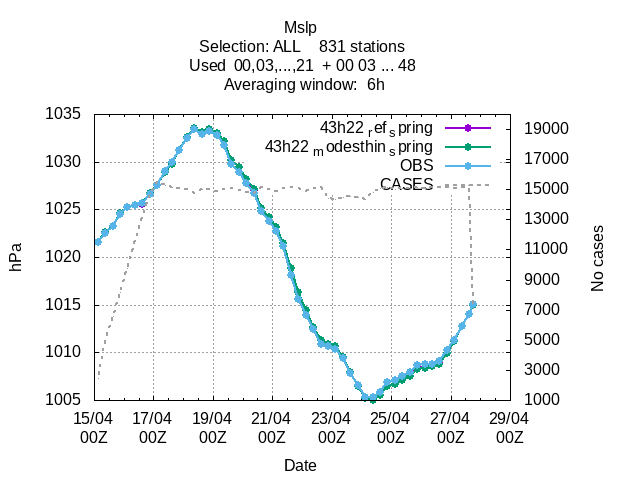 Mslp
Selection: ALL 831 stations
Used 00,03,...,21 + 00 03 ... 48
Averaging window: 6h
43h22 ref spring
43h22 modesthin spring
OBS
CASES
hPa
1035
1030
1025
1020
1015
1010
1005
No cases
19000
17000
15000
13000
11000
9000
7000
5000
3000
1000
15/04 17/04 19/04 21/04 23/04 25/04 27/04 29/04
00Z 00Z 00Z 00Z 00Z 00Z 00Z 00Z
Date